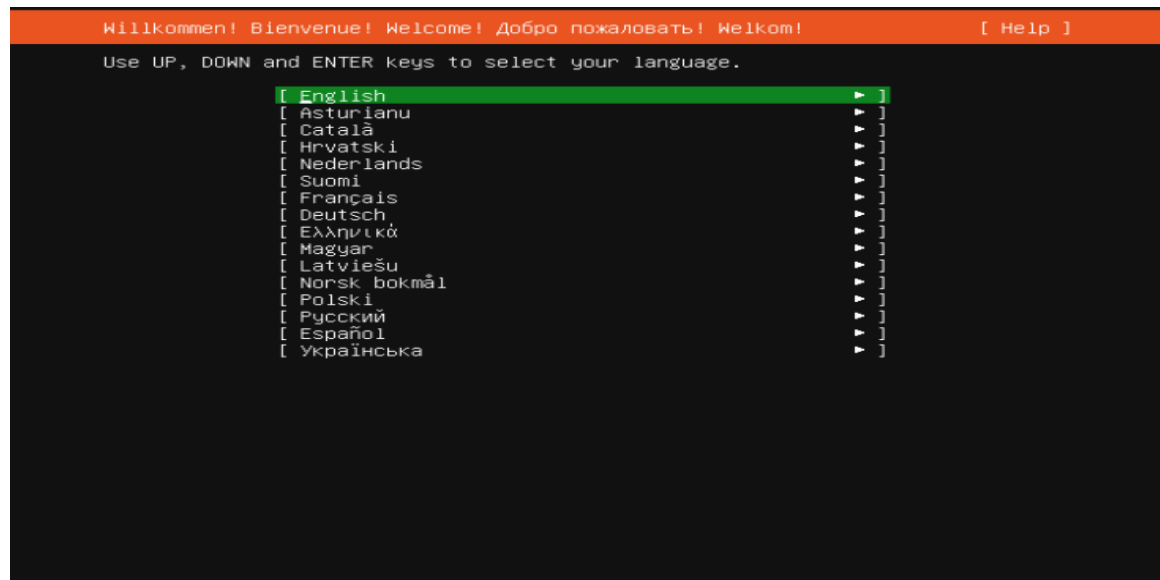 Willkommen! Bienvenue! Welcome! Добро пожаловать! Welkom! [ Help ]
Use UP, DOWN and ENTER keys to select your language.
[ English ► ]
[ Asturianu ► ]
[ Català ► ]
[ Hrvatski ► ]
[ Nederlands ► ]
[ Suomi ► ]
[ Français ► ]
[ Deutsch ► ]
[ Ελληνικά ► ]
[ Magyar ► ]
[ Latviešu ► ]
[ Norsk bokmål ► ]
[ Polski ► ]
[ Русский ► ]
[ Español ► ]
[ Українська ► ]